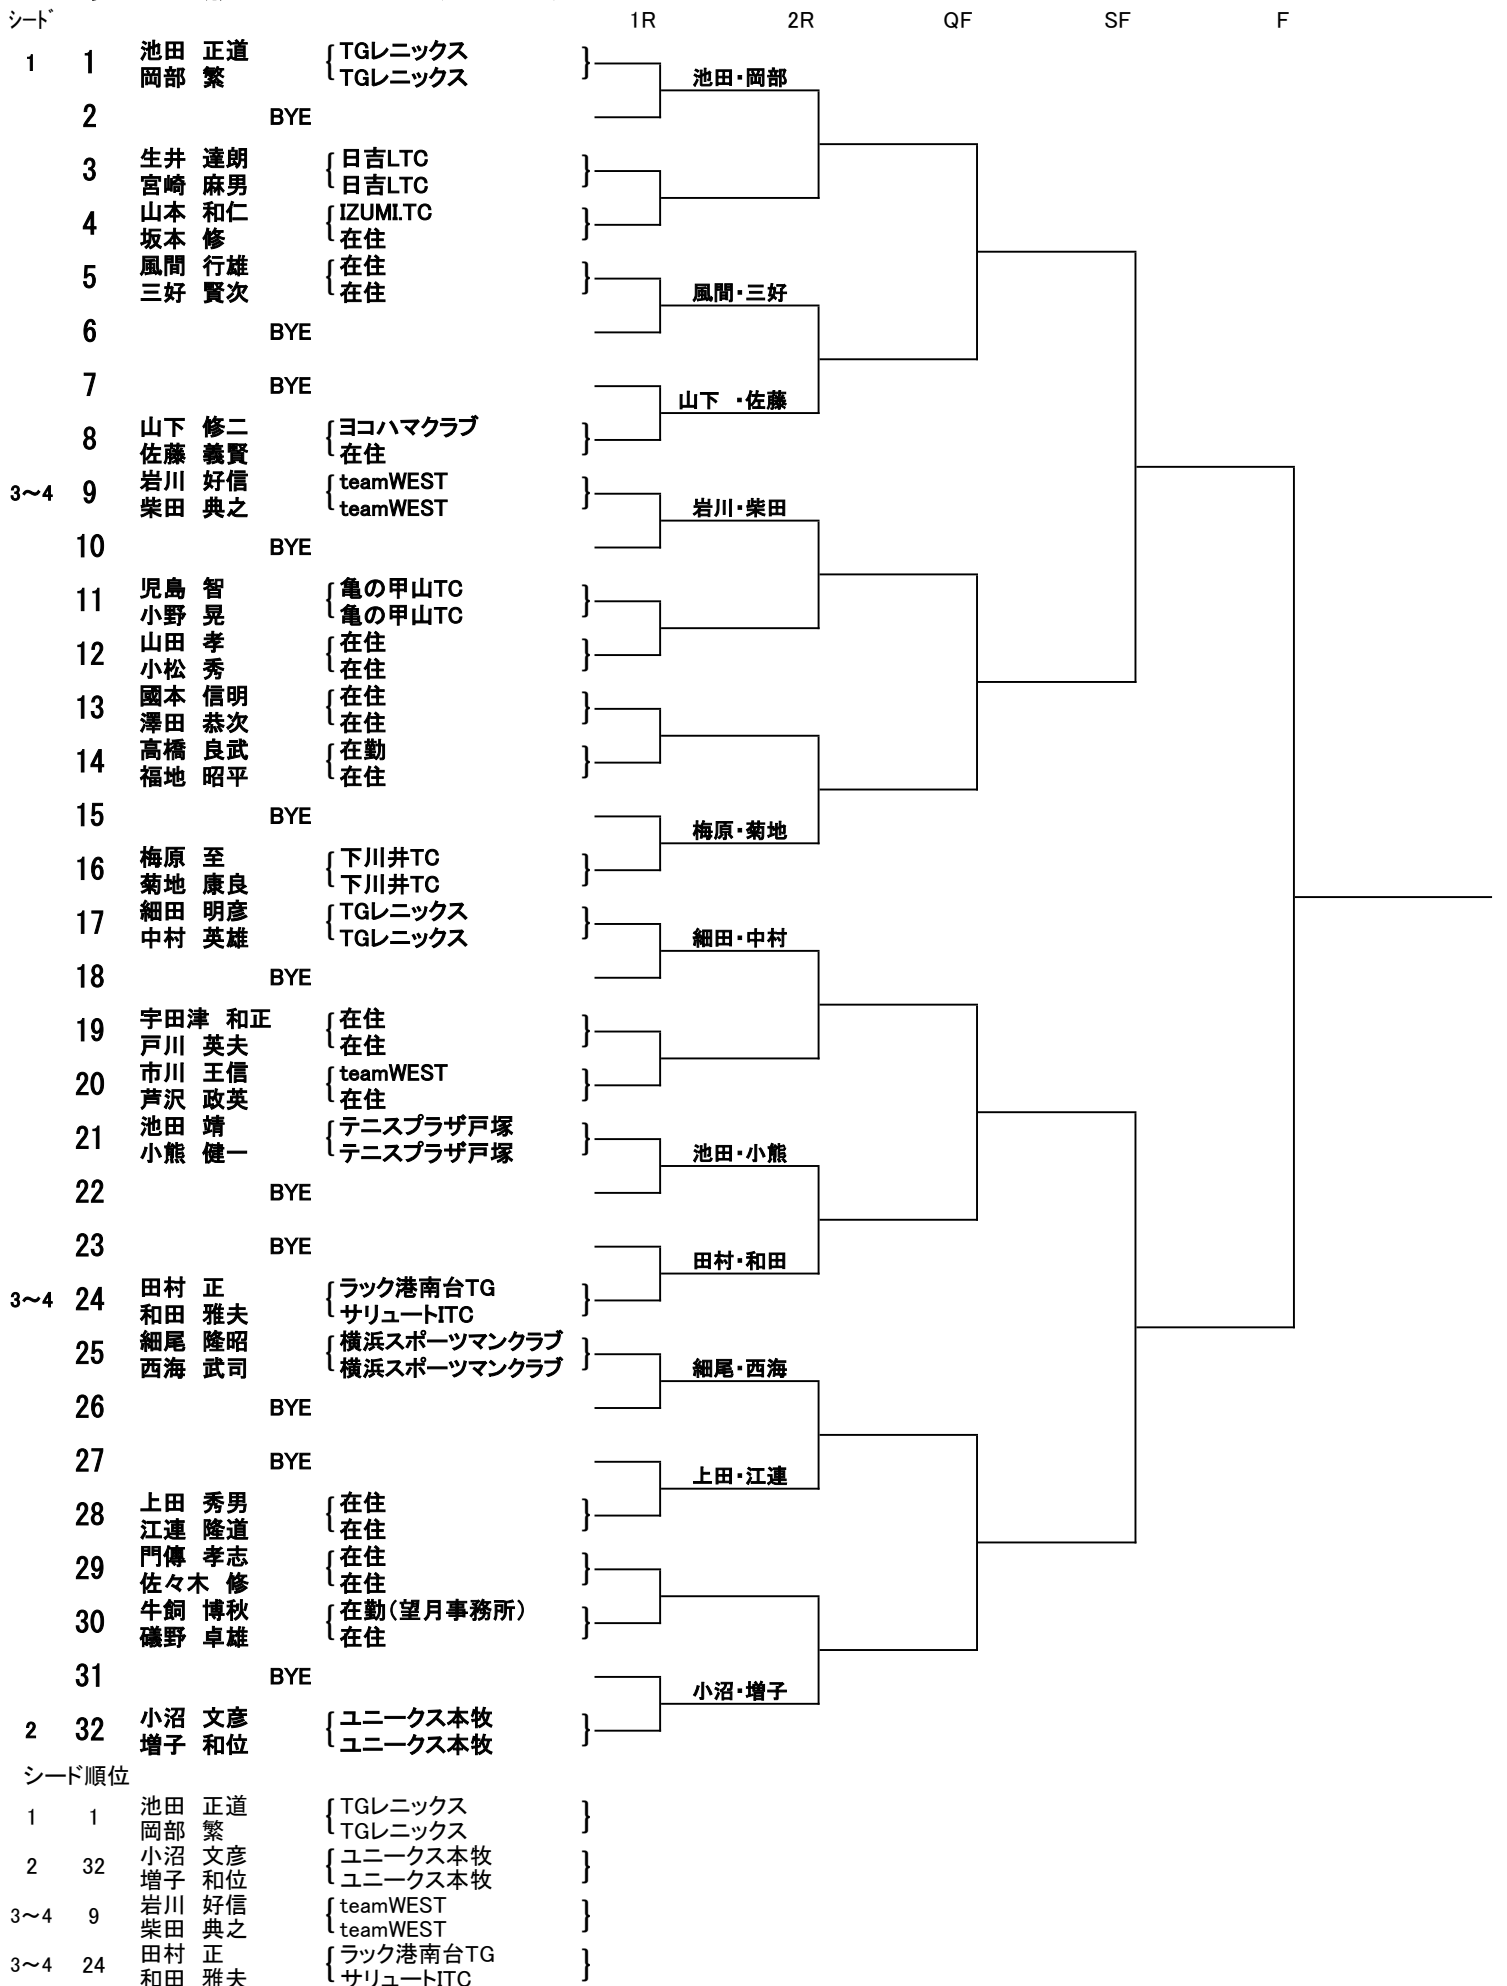 シード 1R 2R QF SF F
池田 正道 { TGレニックス }
1 1 池田・岡部
岡部 繁 TGレニックス
2 BYE
生井 達朗 { 日吉LTC }
3
宮崎 麻男 日吉LTC
山本 和仁 { IZUMI.TC }
4
坂本 修 在住
風間 行雄 { 在住 }
5 風間・三好
三好 賢次 在住
6 BYE
7 BYE
山下 ・佐藤
山下 修二 { ヨコハマクラブ }
8
佐藤 義賢 在住
岩川 好信 { teamWEST }
3～4 9 岩川・柴田
柴田 典之 teamWEST
10 BYE
児島 智 { 亀の甲山TC }
11
小野 晃 亀の甲山TC
山田 孝 { 在住 }
12
小松 秀 在住
國本 信明 { 在住 }
13
澤田 恭次 在住
高橋 良武 { 在勤 }
14
福地 昭平 在住
15 BYE
梅原・菊地
梅原 至 { 下川井TC }
16
菊地 康良 下川井TC
細田 明彦 { TGレニックス }
17 細田・中村
中村 英雄 TGレニックス
18 BYE
宇田津 和正 { 在住 }
19
戸川 英夫 在住
市川 王信 { teamWEST }
20
芦沢 政英 在住
池田 靖 { テニスプラザ戸塚 }
21 池田・小熊
小熊 健一 テニスプラザ戸塚
22 BYE
23 BYE
田村・和田
田村 正 { ラック港南台TG }
3～4 24
和田 雅夫 サリュートITC
細尾 隆昭 { 横浜スポーツマンクラブ }
25 細尾・西海
西海 武司 横浜スポーツマンクラブ
26 BYE
27 BYE
上田・江連
上田 秀男 { 在住 }
28
江連 隆道 在住
門傳 孝志 { 在住 }
29
佐々木 修 在住
牛飼 博秋 { 在勤(望月事務所) }
30
礒野 卓雄 在住
31 BYE
小沼・増子
小沼 文彦 { ユニークス本牧 }
2 32
増子 和位 ユニークス本牧
シード順位
池田 正道 { TGレニックス }
1 1
岡部 繁 TGレニックス
小沼 文彦 { ユニークス本牧 }
2 32
増子 和位 ユニークス本牧
岩川 好信 { teamWEST }
3～4 9
柴田 典之 teamWEST
田村 正 { ラック港南台TG }
3～4 24
和田 雅夫 サリュートITC